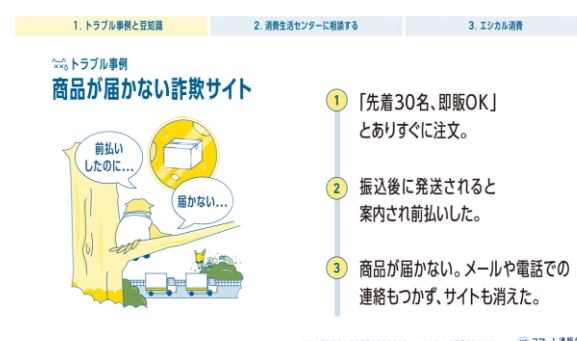 1. トラブル事例と豆知識
2. 消費生活センターに相談する
3. エシカル消費
トラブル事例
商品が届かない詐欺サイト
前払い
したのに…
届かない…
1
「先着30名、即販OK」
とありすぐに注文。
2
振込後に発送されると
案内され前払いした。
3
商品が届かない。メールや電話での
連絡もつかず、サイトも消えた。